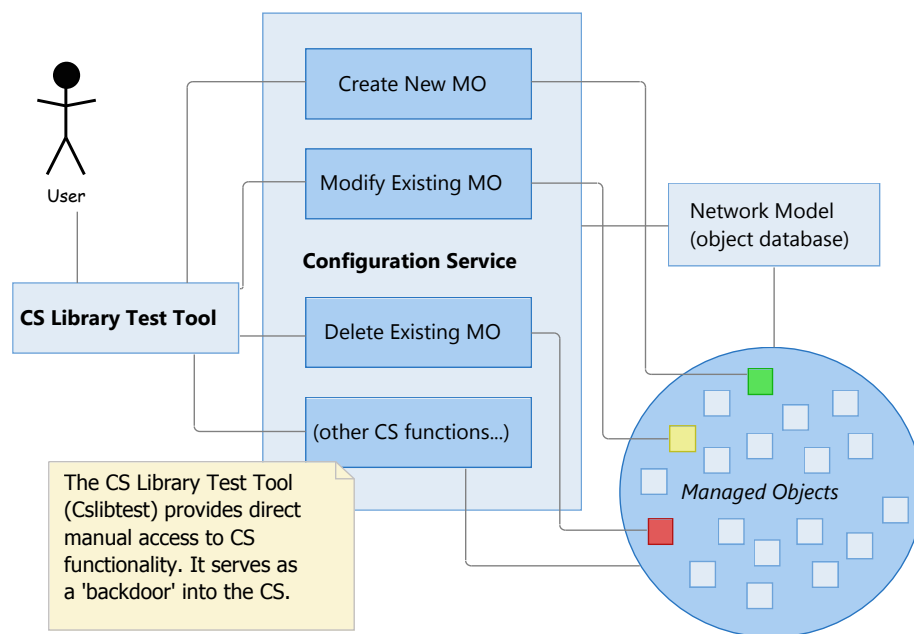 Create New MO
User
Modify Existing MO
Network Model
(object database)
Configuration Service
CS Library Test Tool
Delete Existing MO
(other CS functions...)
The CS Library Test Tool
(Cslibtest) provides direct
manual access to CS
functionality. It serves as
a 'backdoor' into the CS.
Managed Objects